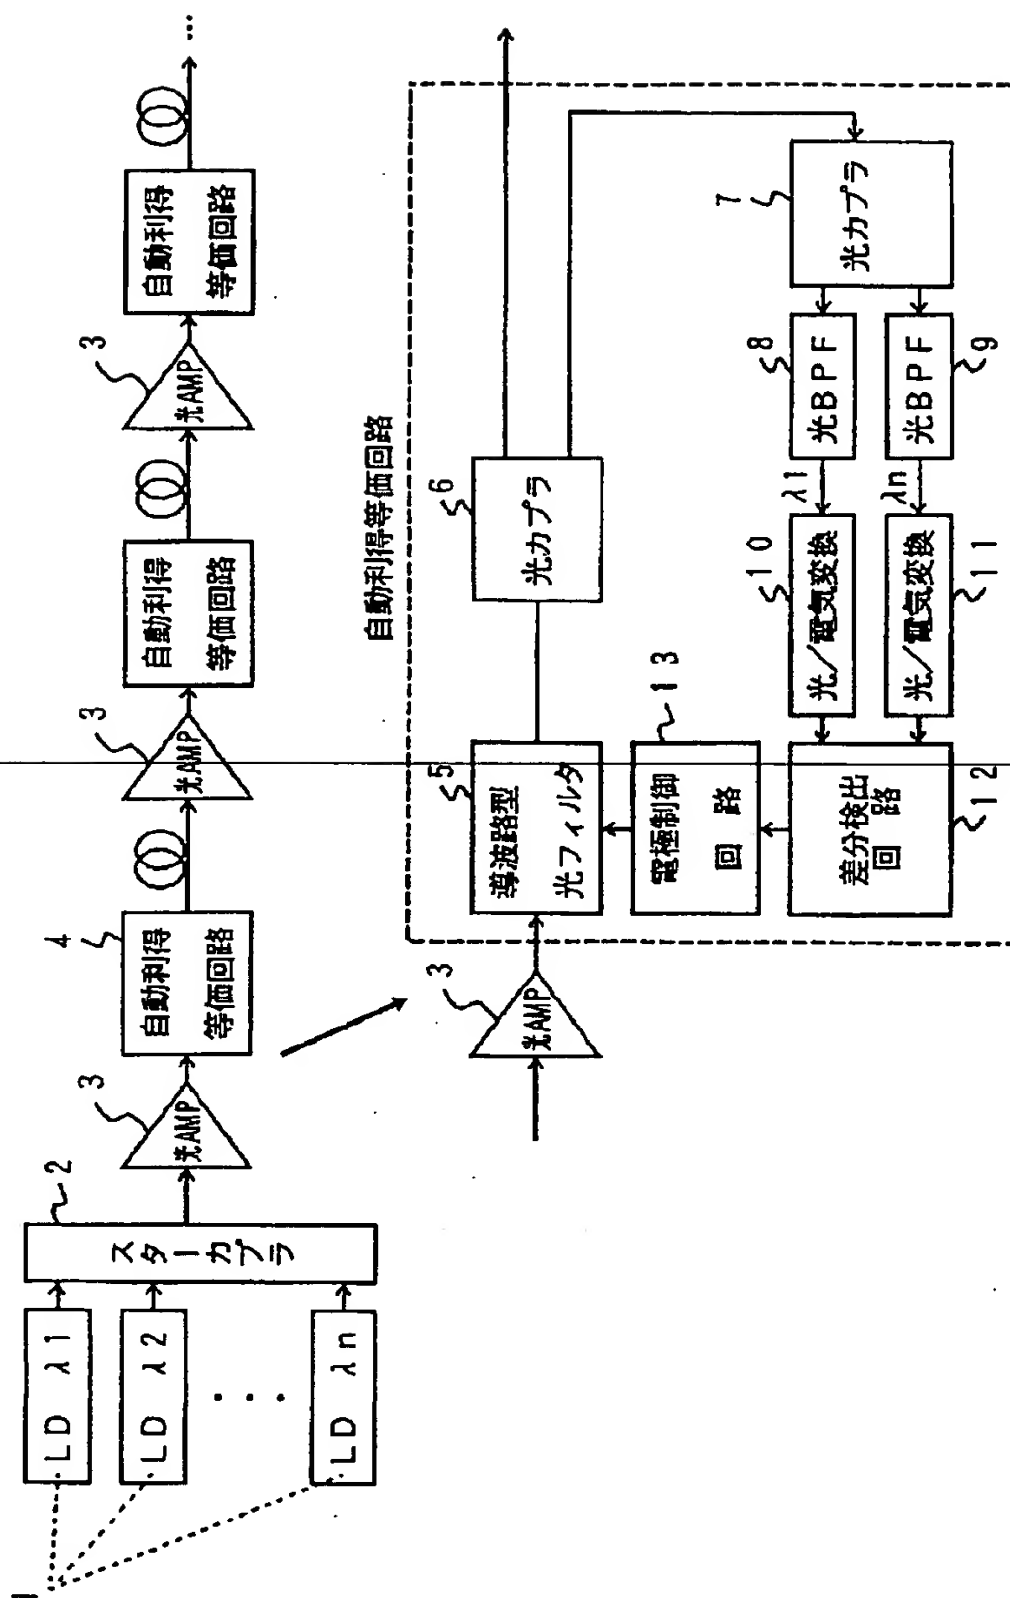 1
LD λ1
LD λ2
・・・
LD λn
2
スターカプラ
3
光AMP
4
自動利得
等価回路
3
光AMP
自動利得
等価回路
3
光AMP
自動利得
等価回路
…
自動利得等価回路
3
光AMP
5
導波路型
光フィルタ
6
光カプラ
13
電極制御
回路
7
光カプラ
8
光BPF
9
光BPF
λ1
λn
10
光/電気変換
11
光/電気変換
12
差分検出
回路